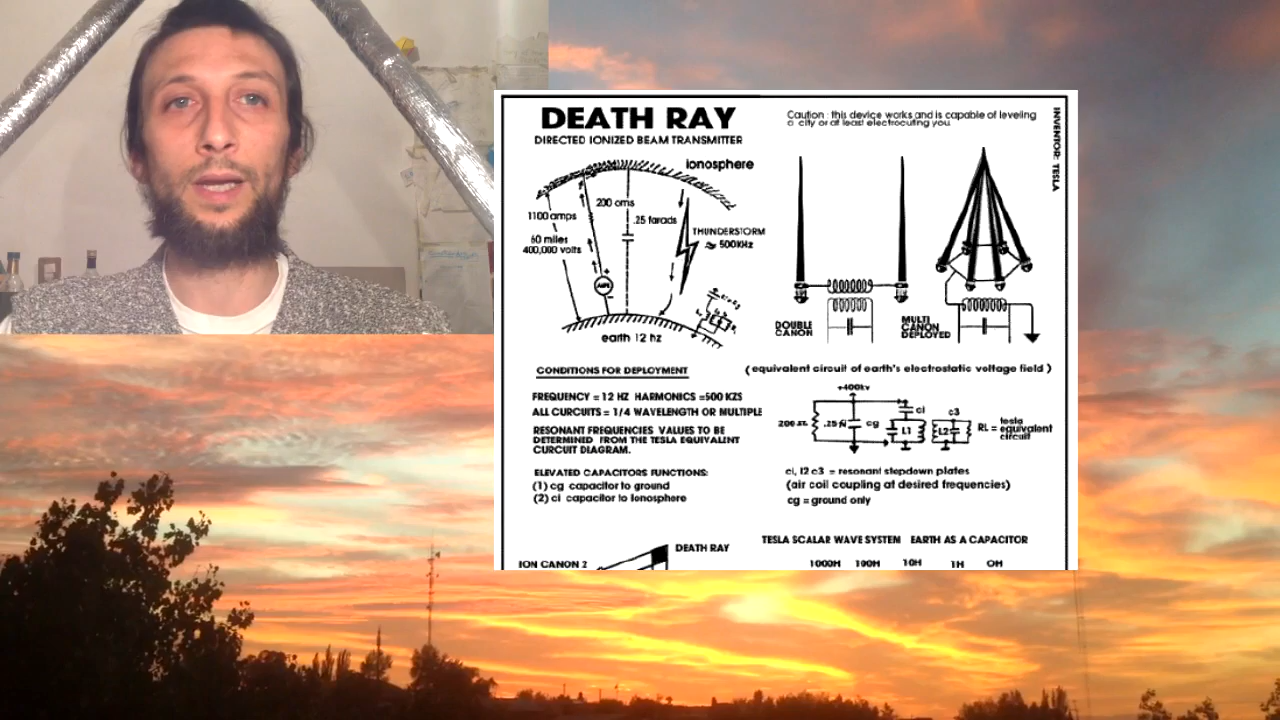 DEATH RAY
DIRECTED IONIZED BEAM TRANSMITTER
Caution : this device works and is capable of leveling
a city or at least electrocuting you.
INVENTOR: TESLA
ionosphere
200 oms
1100 amps
.25 farads
60 miles
400,000 volts
THUNDERSTORM
≈ 500KHz
earth 12 hz
DOUBLE
CANON
MULTI
CANON
DEPLOYED
CONDITIONS FOR DEPLOYMENT
(equivalent circuit of earth's electrostatic voltage field)
FREQUENCY = 12 HZ HARMONICS =500 KZS
ALL CURCUITS = 1/4 WAVELENGTH OR MULTIPLE
RESONANT FREQUENCIES VALUES TO BE
DETERMINED FROM THE TESLA EQUIVALENT
CURCUIT DIAGRAM.
+400kv
ci
c3
cg
L1
L2
RL = tesla
equivalent
circuit
ELEVATED CAPACITORS FUNCTIONS:
(1) cg capacitor to ground
(2) ci capacitor to ionosphere
ci, l2 c3 = resonant stepdown plates
(air coil coupling at desired frequencies)
cg = ground only
TESLA SCALAR WAVE SYSTEM EARTH AS A CAPACITOR
DEATH RAY
ION CANON 2
1000H 100H 10H 1H OH